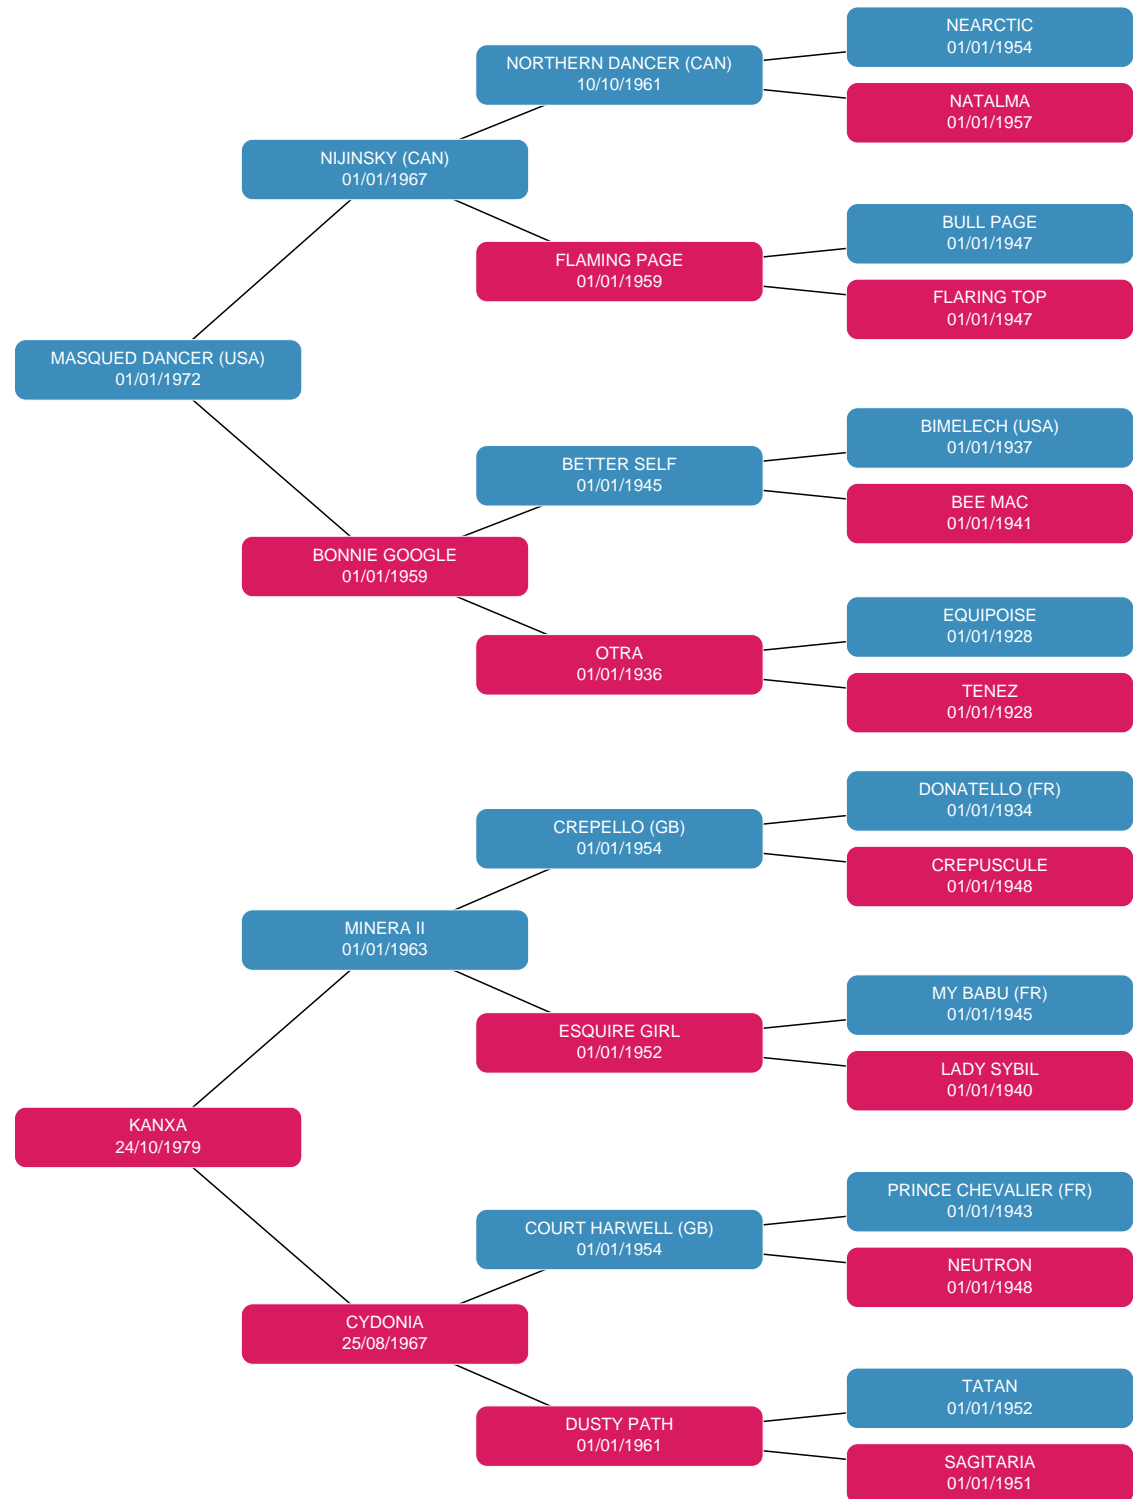 NEARCTIC
01/01/1954
NORTHERN DANCER (CAN)
10/10/1961
NATALMA
01/01/1957
NIJINSKY (CAN)
01/01/1967
BULL PAGE
01/01/1947
FLAMING PAGE
01/01/1959
FLARING TOP
01/01/1947
MASQUED DANCER (USA)
01/01/1972
BIMELECH (USA)
01/01/1937
BETTER SELF
01/01/1945
BEE MAC
01/01/1941
BONNIE GOOGLE
01/01/1959
EQUIPOISE
01/01/1928
OTRA
01/01/1936
TENEZ
01/01/1928
DONATELLO (FR)
01/01/1934
CREPELLO (GB)
01/01/1954
CREPUSCULE
01/01/1948
MINERA II
01/01/1963
MY BABU (FR)
01/01/1945
ESQUIRE GIRL
01/01/1952
LADY SYBIL
01/01/1940
KANXA
24/10/1979
PRINCE CHEVALIER (FR)
01/01/1943
COURT HARWELL (GB)
01/01/1954
NEUTRON
01/01/1948
CYDONIA
25/08/1967
TATAN
01/01/1952
DUSTY PATH
01/01/1961
SAGITARIA
01/01/1951